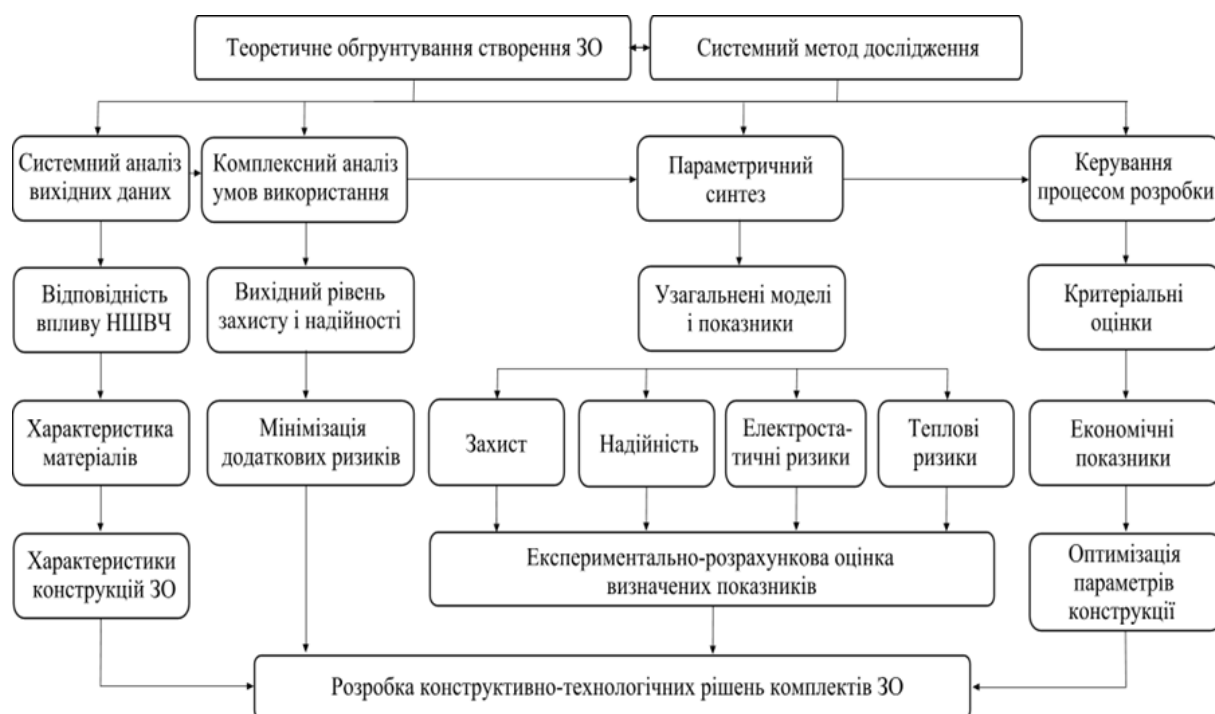 Теоретичне обгрунтування створення ЗО
Системний метод дослідження
Системний аналіз
вихідних даних
Комплексний аналіз
умов використання
Параметричний
синтез
Керування
процесом розробки
Відповідність
впливу НШВЧ
Вихідний рівень
захисту і надійності
Узагальнені моделі
і показники
Критеріальні
оцінки
Характеристика
матеріалів
Мінімізація
додаткових ризиків
Захист
Надійність
Електроста-
тичні ризики
Теплові
ризики
Економічні
показники
Характеристики
конструкцій ЗО
Експериментально-розрахункова оцінка
визначених показників
Оптимізація
параметрів
конструкції
Розробка конструктивно-технологічних рішень комплектів ЗО